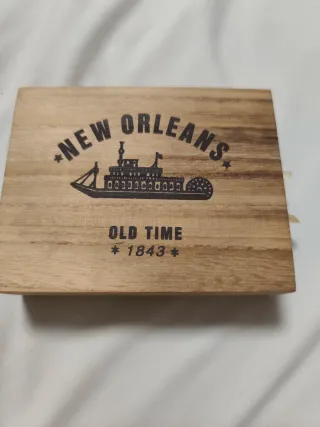 ★NEW ORLEANS★
OLD TIME
★ 1843 ★